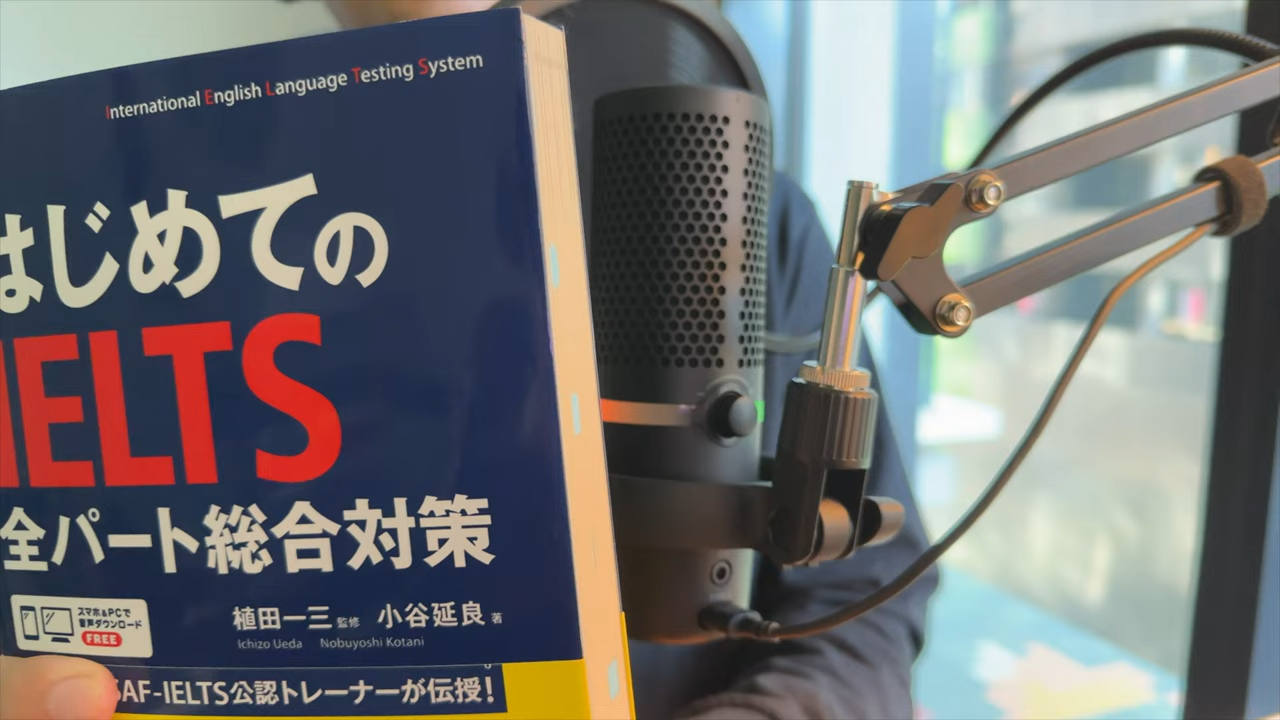 International English Language Testing System
はじめての
IELTS
全パート総合対策
スマホ&PCで
音声ダウンロード
FREE
植田一三 監修 小谷延良 著
Ichizo Ueda Nobuyoshi Kotani
SAF-IELTS公認トレーナーが伝授!